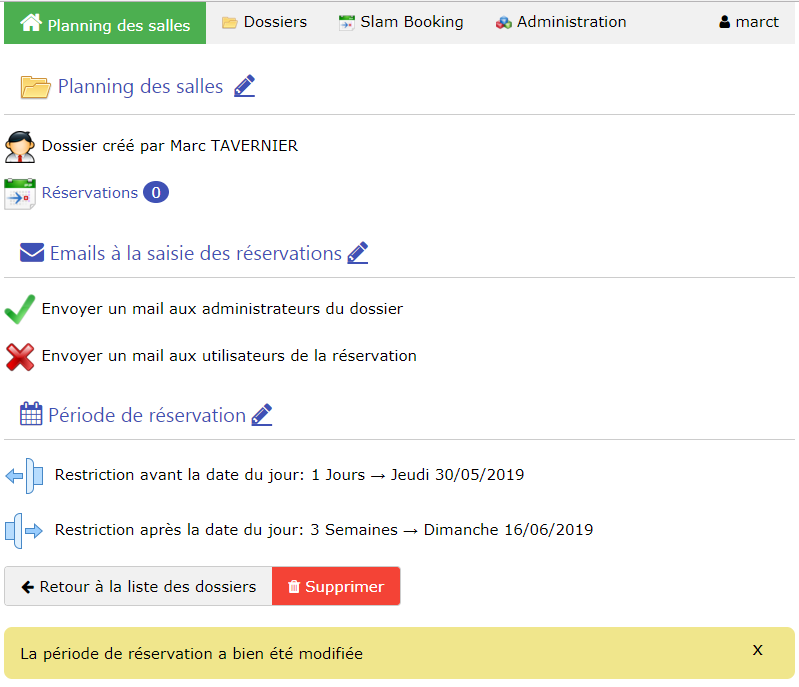 Planning des salles Dossiers Slam Booking Administration marct
Planning des salles
Dossier créé par Marc TAVERNIER
Réservations 0
Emails à la saisie des réservations
Envoyer un mail aux administrateurs du dossier
Envoyer un mail aux utilisateurs de la réservation
Période de réservation
Restriction avant la date du jour: 1 Jours → Jeudi 30/05/2019
Restriction après la date du jour: 3 Semaines → Dimanche 16/06/2019
Retour à la liste des dossiers Supprimer
La période de réservation a bien été modifiée X